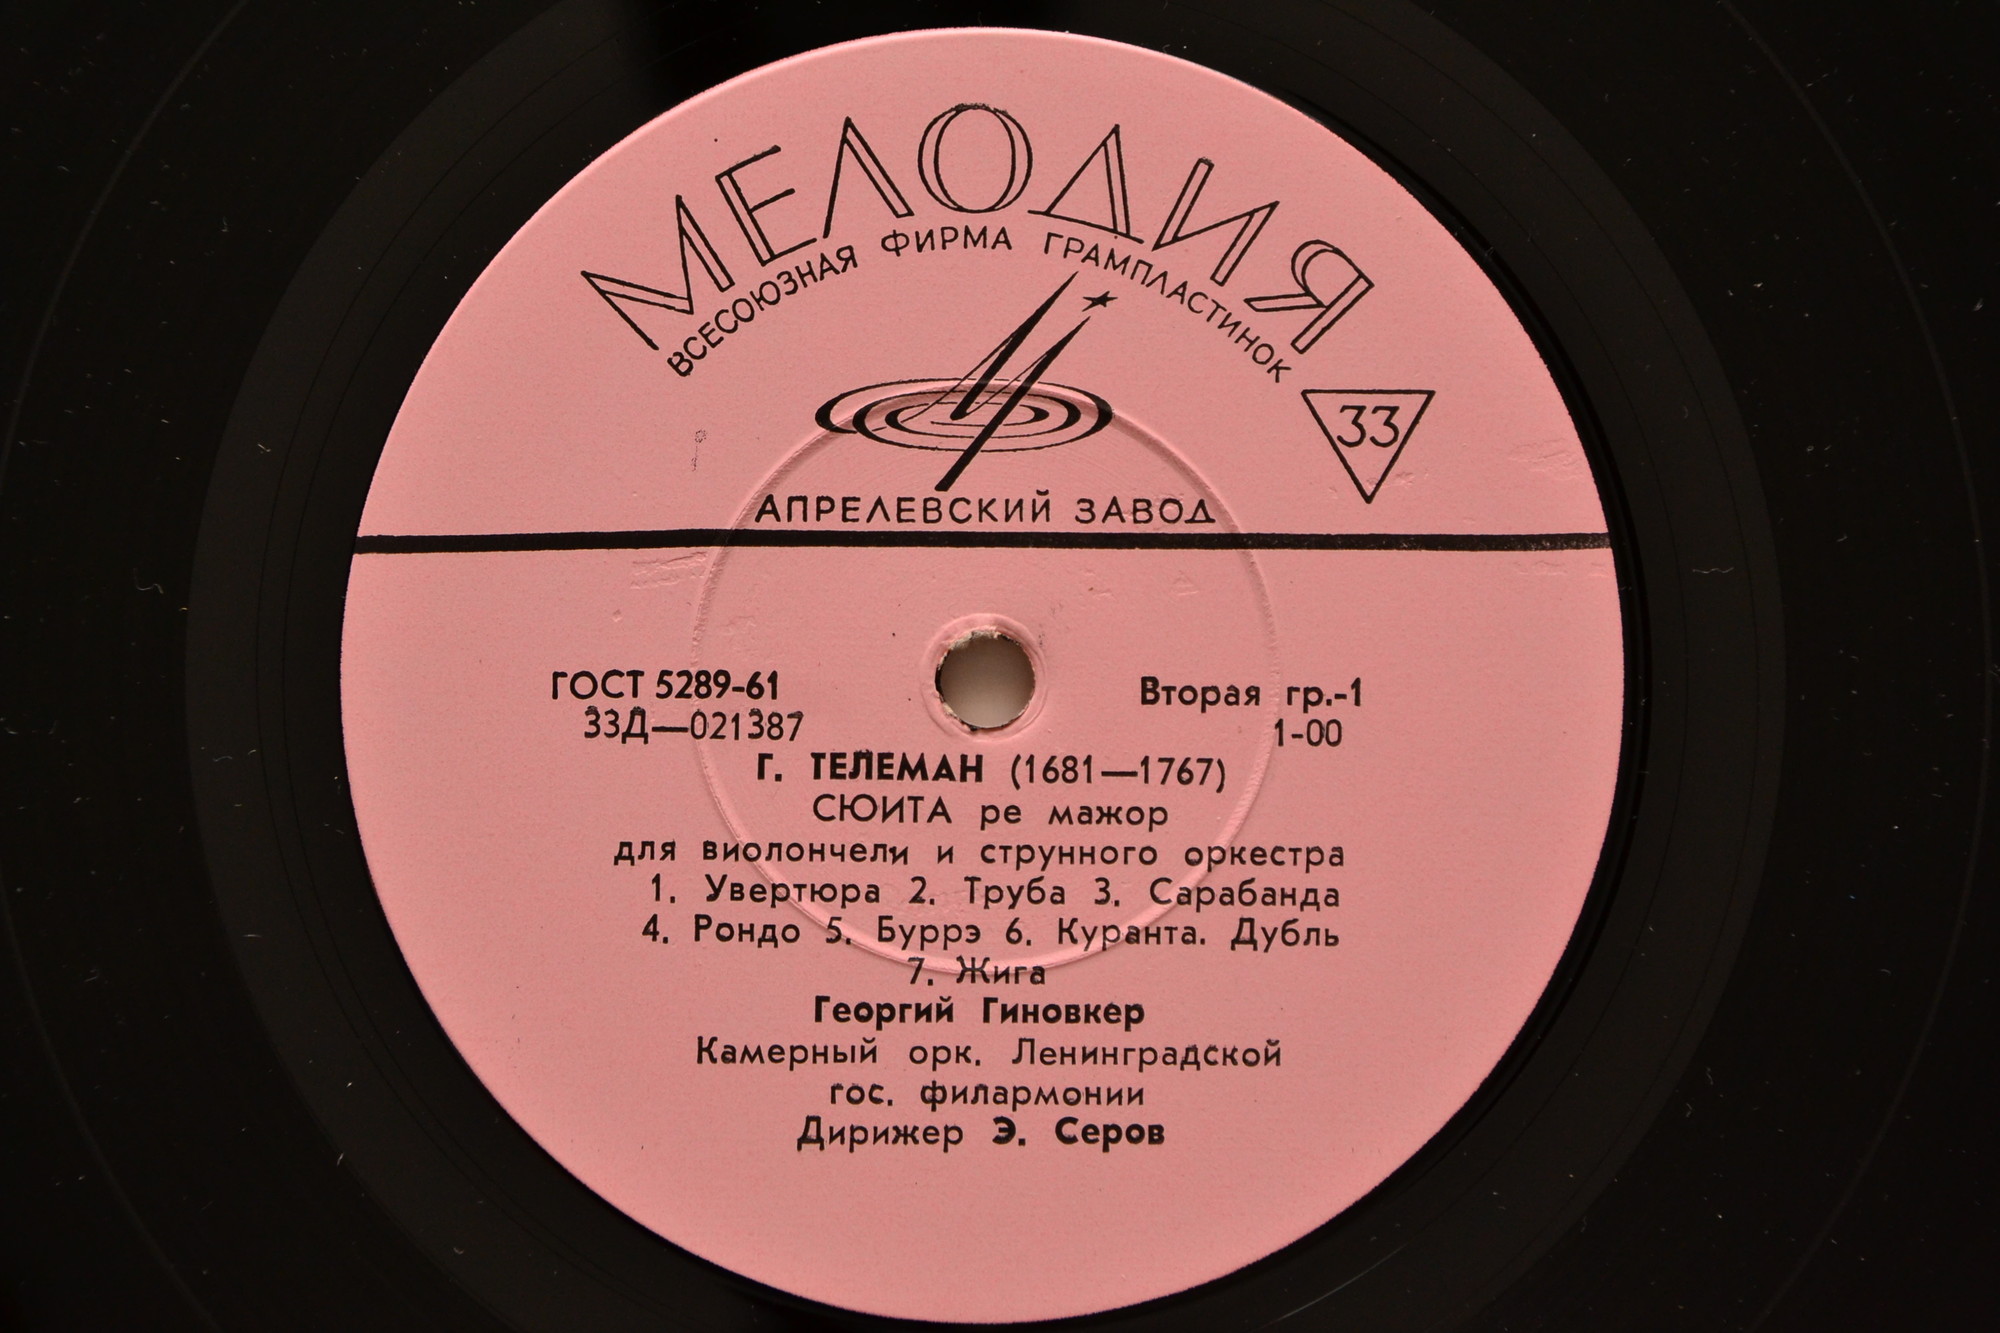 МЕЛОДИЯ
ВСЕСОЮЗНАЯ ФИРМА ГРАМПЛАСТИНОК
33
АПРЕЛЕВСКИЙ ЗАВОД
ГОСТ 5289-61
Вторая гр.-1
33Д—021387
1-00
Г. ТЕЛЕМАН (1681—1767)
СЮИТА ре мажор
для виолончели и струнного оркестра
1. Увертюра 2. Труба 3. Сарабанда
4. Рондо 5. Буррэ 6. Куранта. Дубль
7. Жига
Георгий Гиновкер
Камерный орк. Ленинградской
гос. филармонии
Дирижер Э. Серов